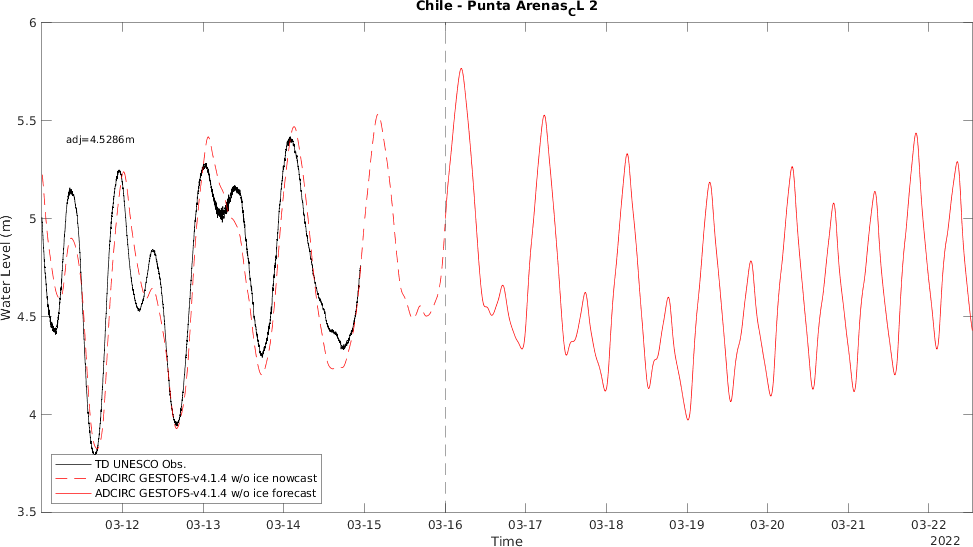 Chile - Punta Arenas_CL 2
6
5.5
5
4.5
4
3.5
Water Level (m)
adj=4.5286m
TD UNESCO Obs.
ADCIRC GESTOFS-v4.1.4 w/o ice nowcast
ADCIRC GESTOFS-v4.1.4 w/o ice forecast
03-12 03-13 03-14 03-15 03-16 03-17 03-18 03-19 03-20 03-21 03-22
Time
2022